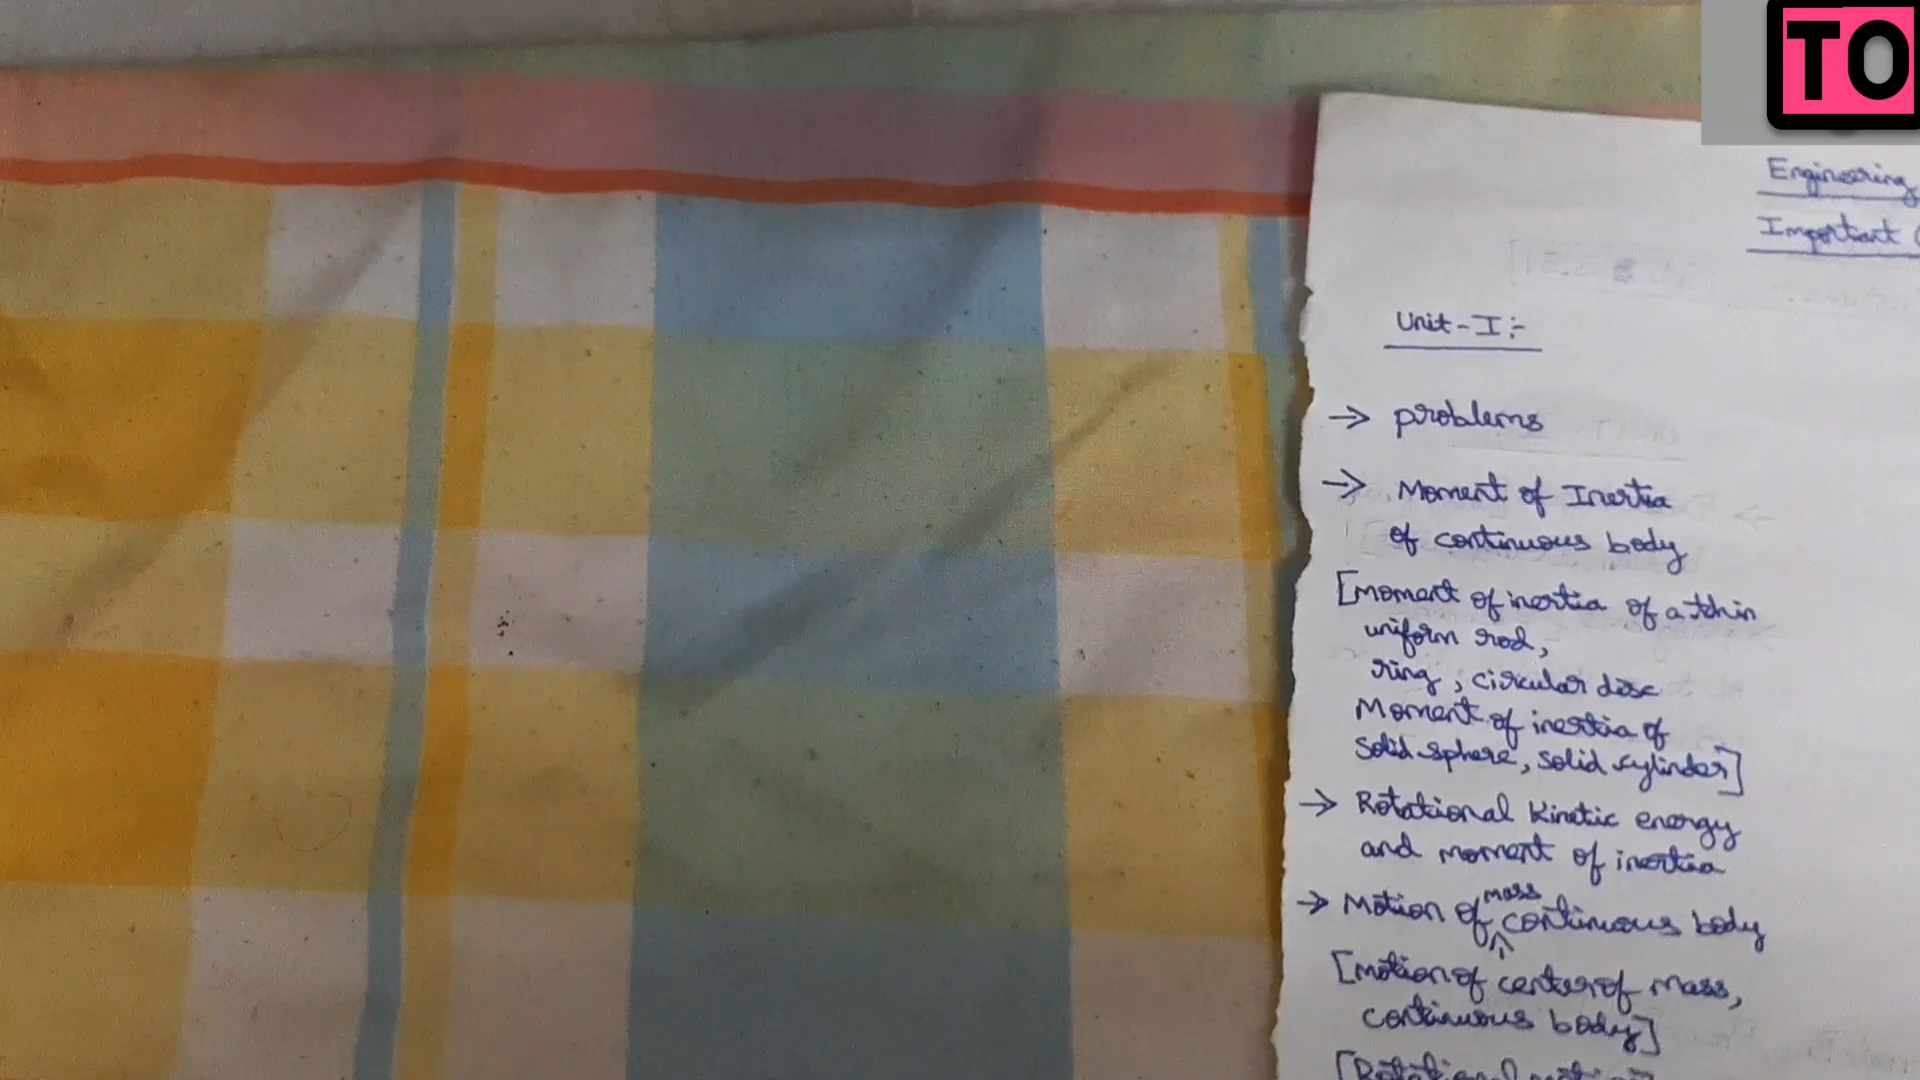 TO
Engineering
Important
Unit - I :-
→ problems
→ Moment of Inertia
of continuous body
[moment of inertia of a thin
uniform rod,
ring, circular disc
Moment of inertia of
solid sphere, solid cylinder]
→ Rotational Kinetic energy
and moment of inertia
mass
→ Motion of ^ continuous body
[motion of center of mass,
continuous body]
[Rotational